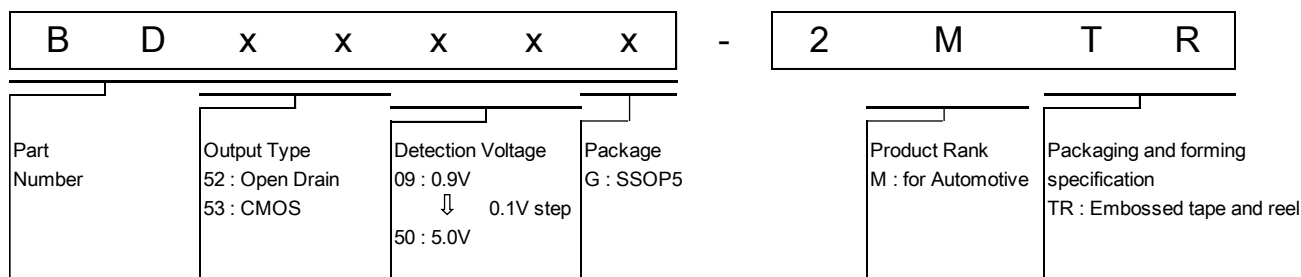 B D x x x x x - 2 M T R
Part
Number
Output Type
52 : Open Drain
53 : CMOS
Detection Voltage
09 : 0.9V
⇩ 0.1V step
50 : 5.0V
Package
G : SSOP5
Product Rank
M : for Automotive
Packaging and forming
specification
TR : Embossed tape and reel